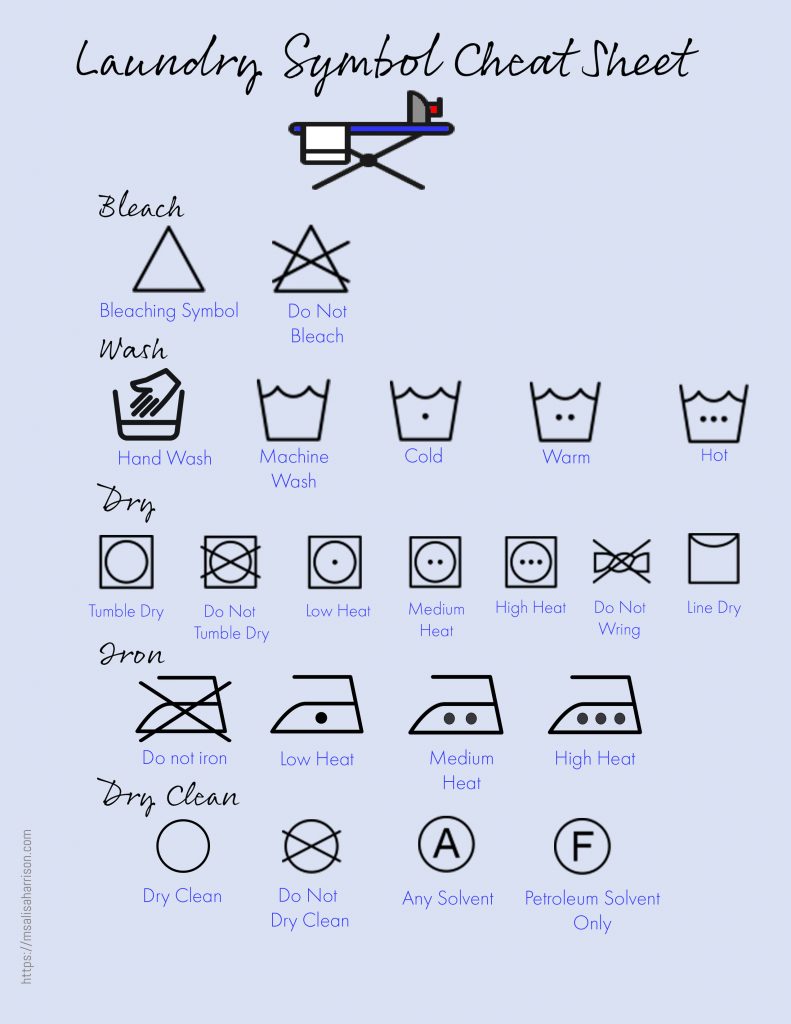 Laundry Symbol Cheat Sheet
Bleach
Bleaching Symbol
Do Not
Bleach
Wash
Hand Wash
Machine
Wash
Cold
Warm
Hot
Dry
Tumble Dry
Do Not
Tumble Dry
Low Heat
Medium
Heat
High Heat
Do Not
Wring
Line Dry
Iron
Do not iron
Low Heat
Medium
Heat
High Heat
Dry Clean
Dry Clean
Do Not
Dry Clean
A
Any Solvent
F
Petroleum Solvent
Only
https://msalisaharrison.com